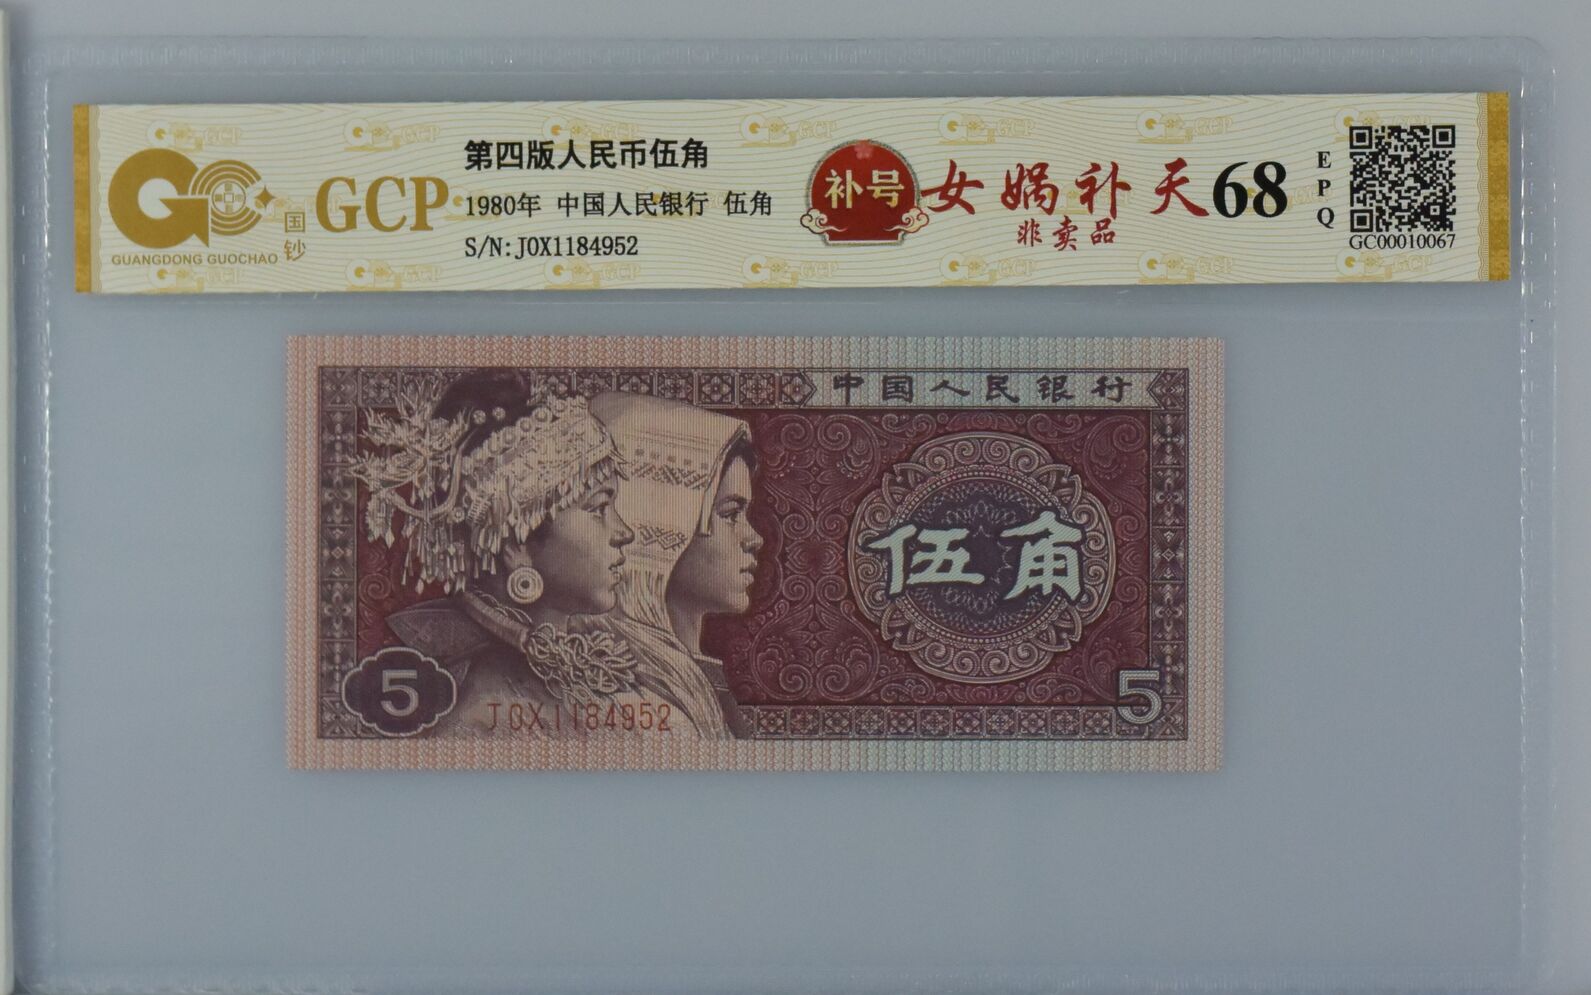 GCP
国钞
GUANGDONG GUOCHAO
第四版人民币伍角
1980年 中国人民银行 伍角
S/N:J0X1184952
补号
女娲补天
非卖品
68
EPQ
GC00010067
中国人民银行
伍角
5
J0X1184952
5